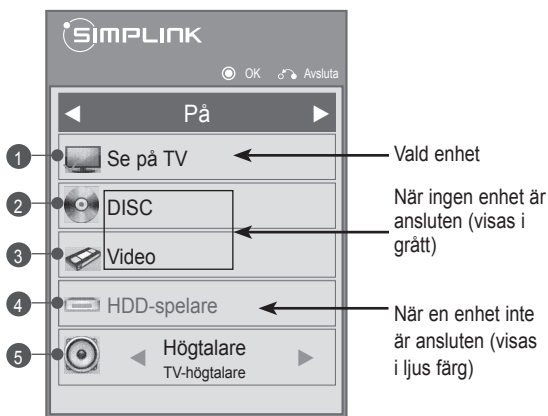 SIMPLINK
OK Avsluta
På
1 Se på TV
2 DISC
3 Video
4 HDD-spelare
5 Högtalare
TV-högtalare
Vald enhet
När ingen enhet är
ansluten (visas i
grått)
När en enhet inte
är ansluten (visas
i ljus färg)